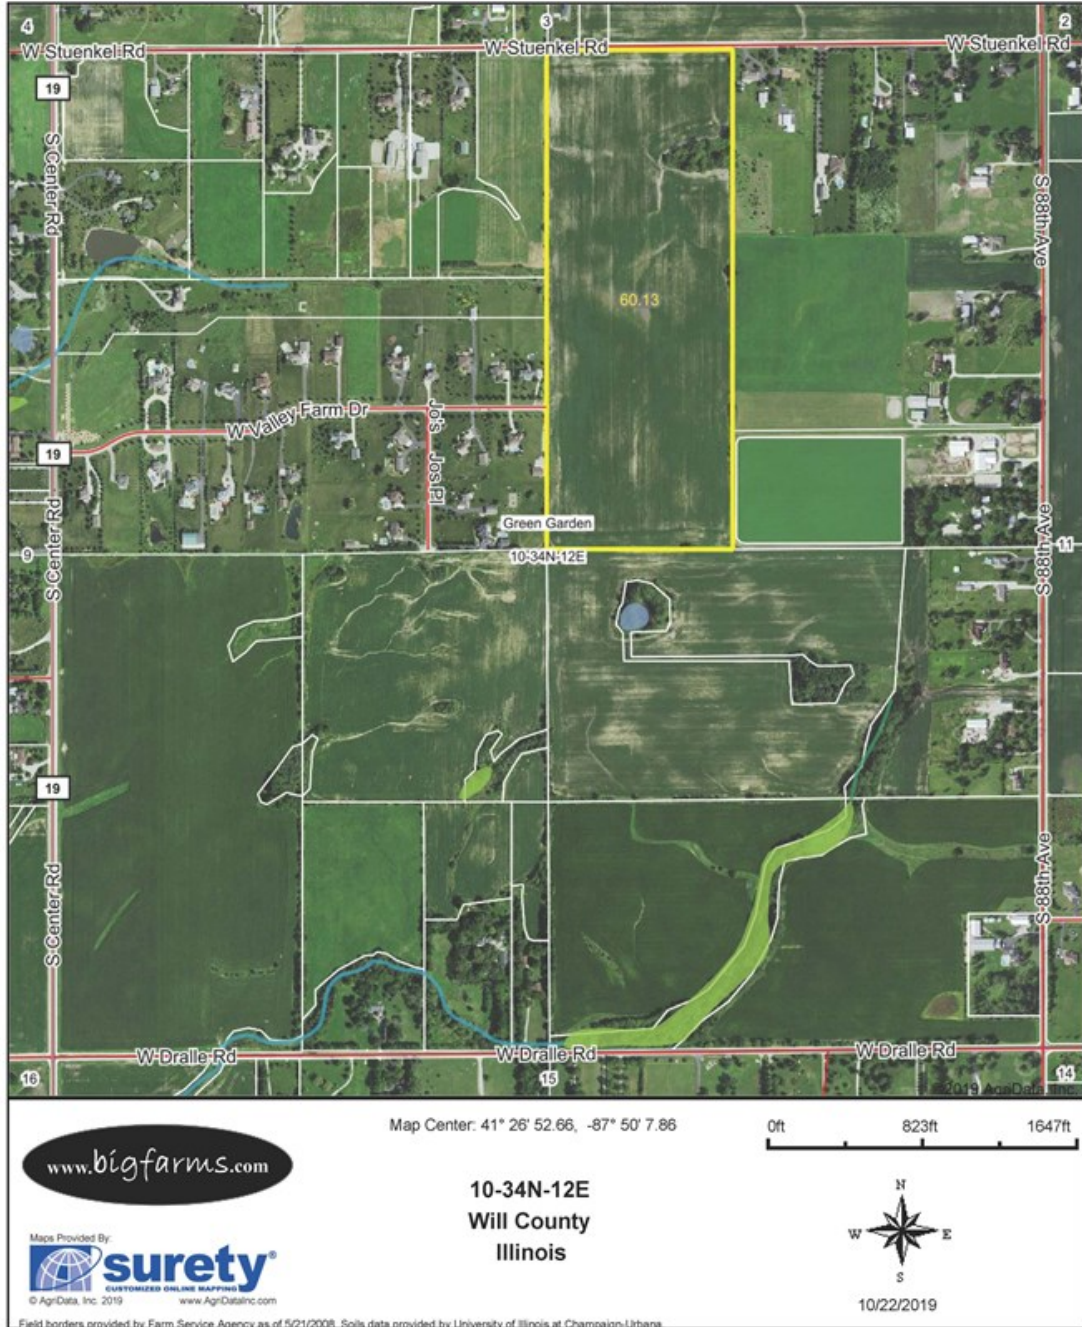 4
3
2
W Stuenkel Rd
W Stuenkel Rd
W Stuenkel Rd
19
S Center Rd
S 88th Ave
60.13
C
W Valley Farm Dr
Jo's
Jos Pl
19
Green Garden
9
10-34N-12E
11
S Center Rd
S 88th Ave
19
S Center Rd
S 88th Ave
W Dralle Rd
W Dralle Rd
W Dralle Rd
16
15
14
©2019 AgriData, Inc.
Map Center: 41° 26' 52.66, -87° 50' 7.86
0ft 823ft 1647ft
www.bigfarms.com
10-34N-12E
Will County
Illinois
N
W E
S
Maps Provided By:
surety®
CUSTOMIZED ONLINE MAPPING
© AgriData, Inc. 2019 www.AgriDataInc.com
10/22/2019
Field borders provided by Farm Service Agency as of 5/21/2008. Soils data provided by University of Illinois at Champaign-Urbana.